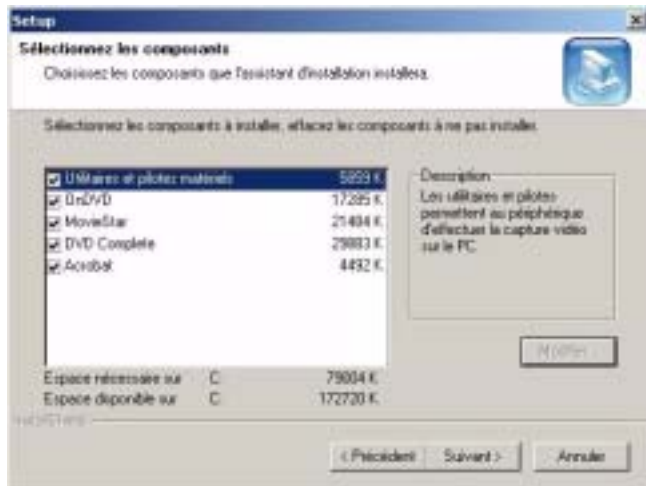 Setup
Sélectionnez les composants
Choisissez les composants que l'assistant d'installation installera.
Sélectionnez les composants à installer, effacez les composants à ne pas installer.
Utilitaires et pilotes matériels 5859 K
OnDVD 17285 K
MovieStar 21484 K
DVD Complete 29883 K
Acrobat 4492 K
Description
Les utilitaires et pilotes
permettent au périphérique
d'effectuer la capture vidéo
sur le PC.
Modifier...
Espace nécessaire sur C: 79004 K
Espace disponible sur C: 172720 K
InstallShield
< Précédent
Suivant >
Annuler